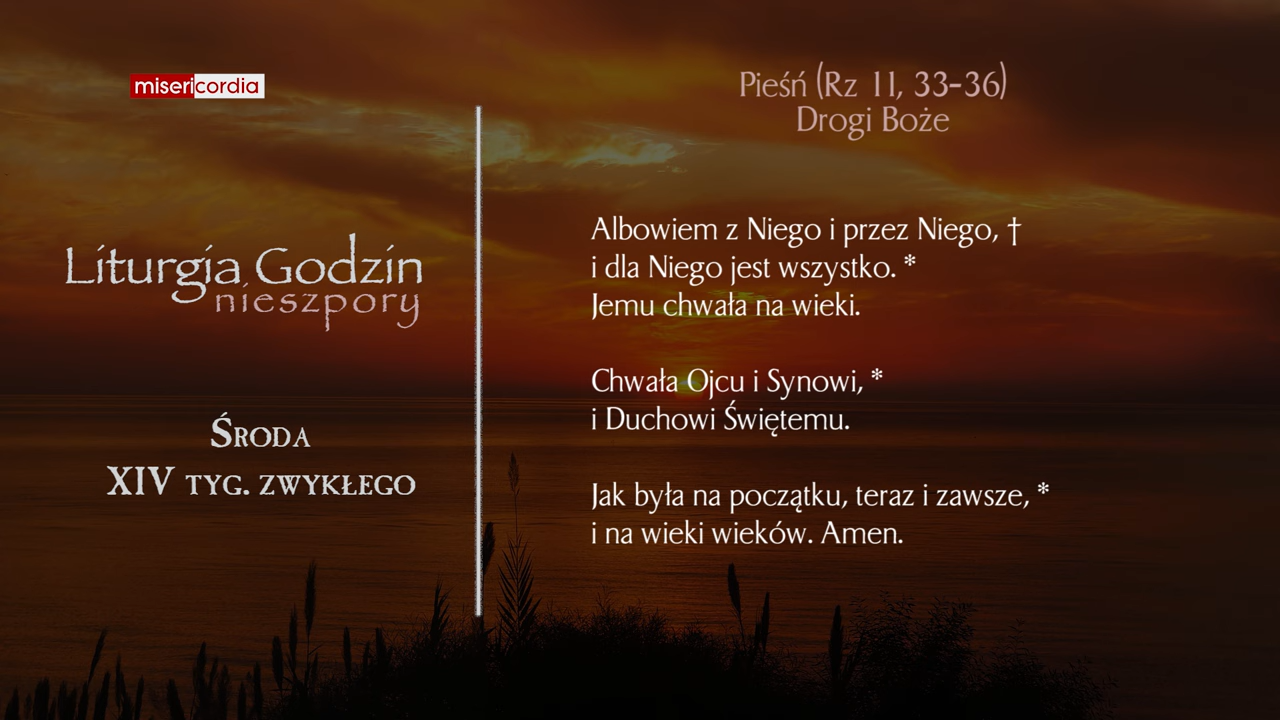 misericordia
Liturgia Godzin
nieszpory
Środa
XIV tyg. zwykłego
Pieśń (Rz 11, 33-36)
Drogi Boże
Albowiem z Niego i przez Niego, †
i dla Niego jest wszystko. *
Jemu chwała na wieki.
Chwała Ojcu i Synowi, *
i Duchowi Świętemu.
Jak była na początku, teraz i zawsze, *
i na wieki wieków. Amen.